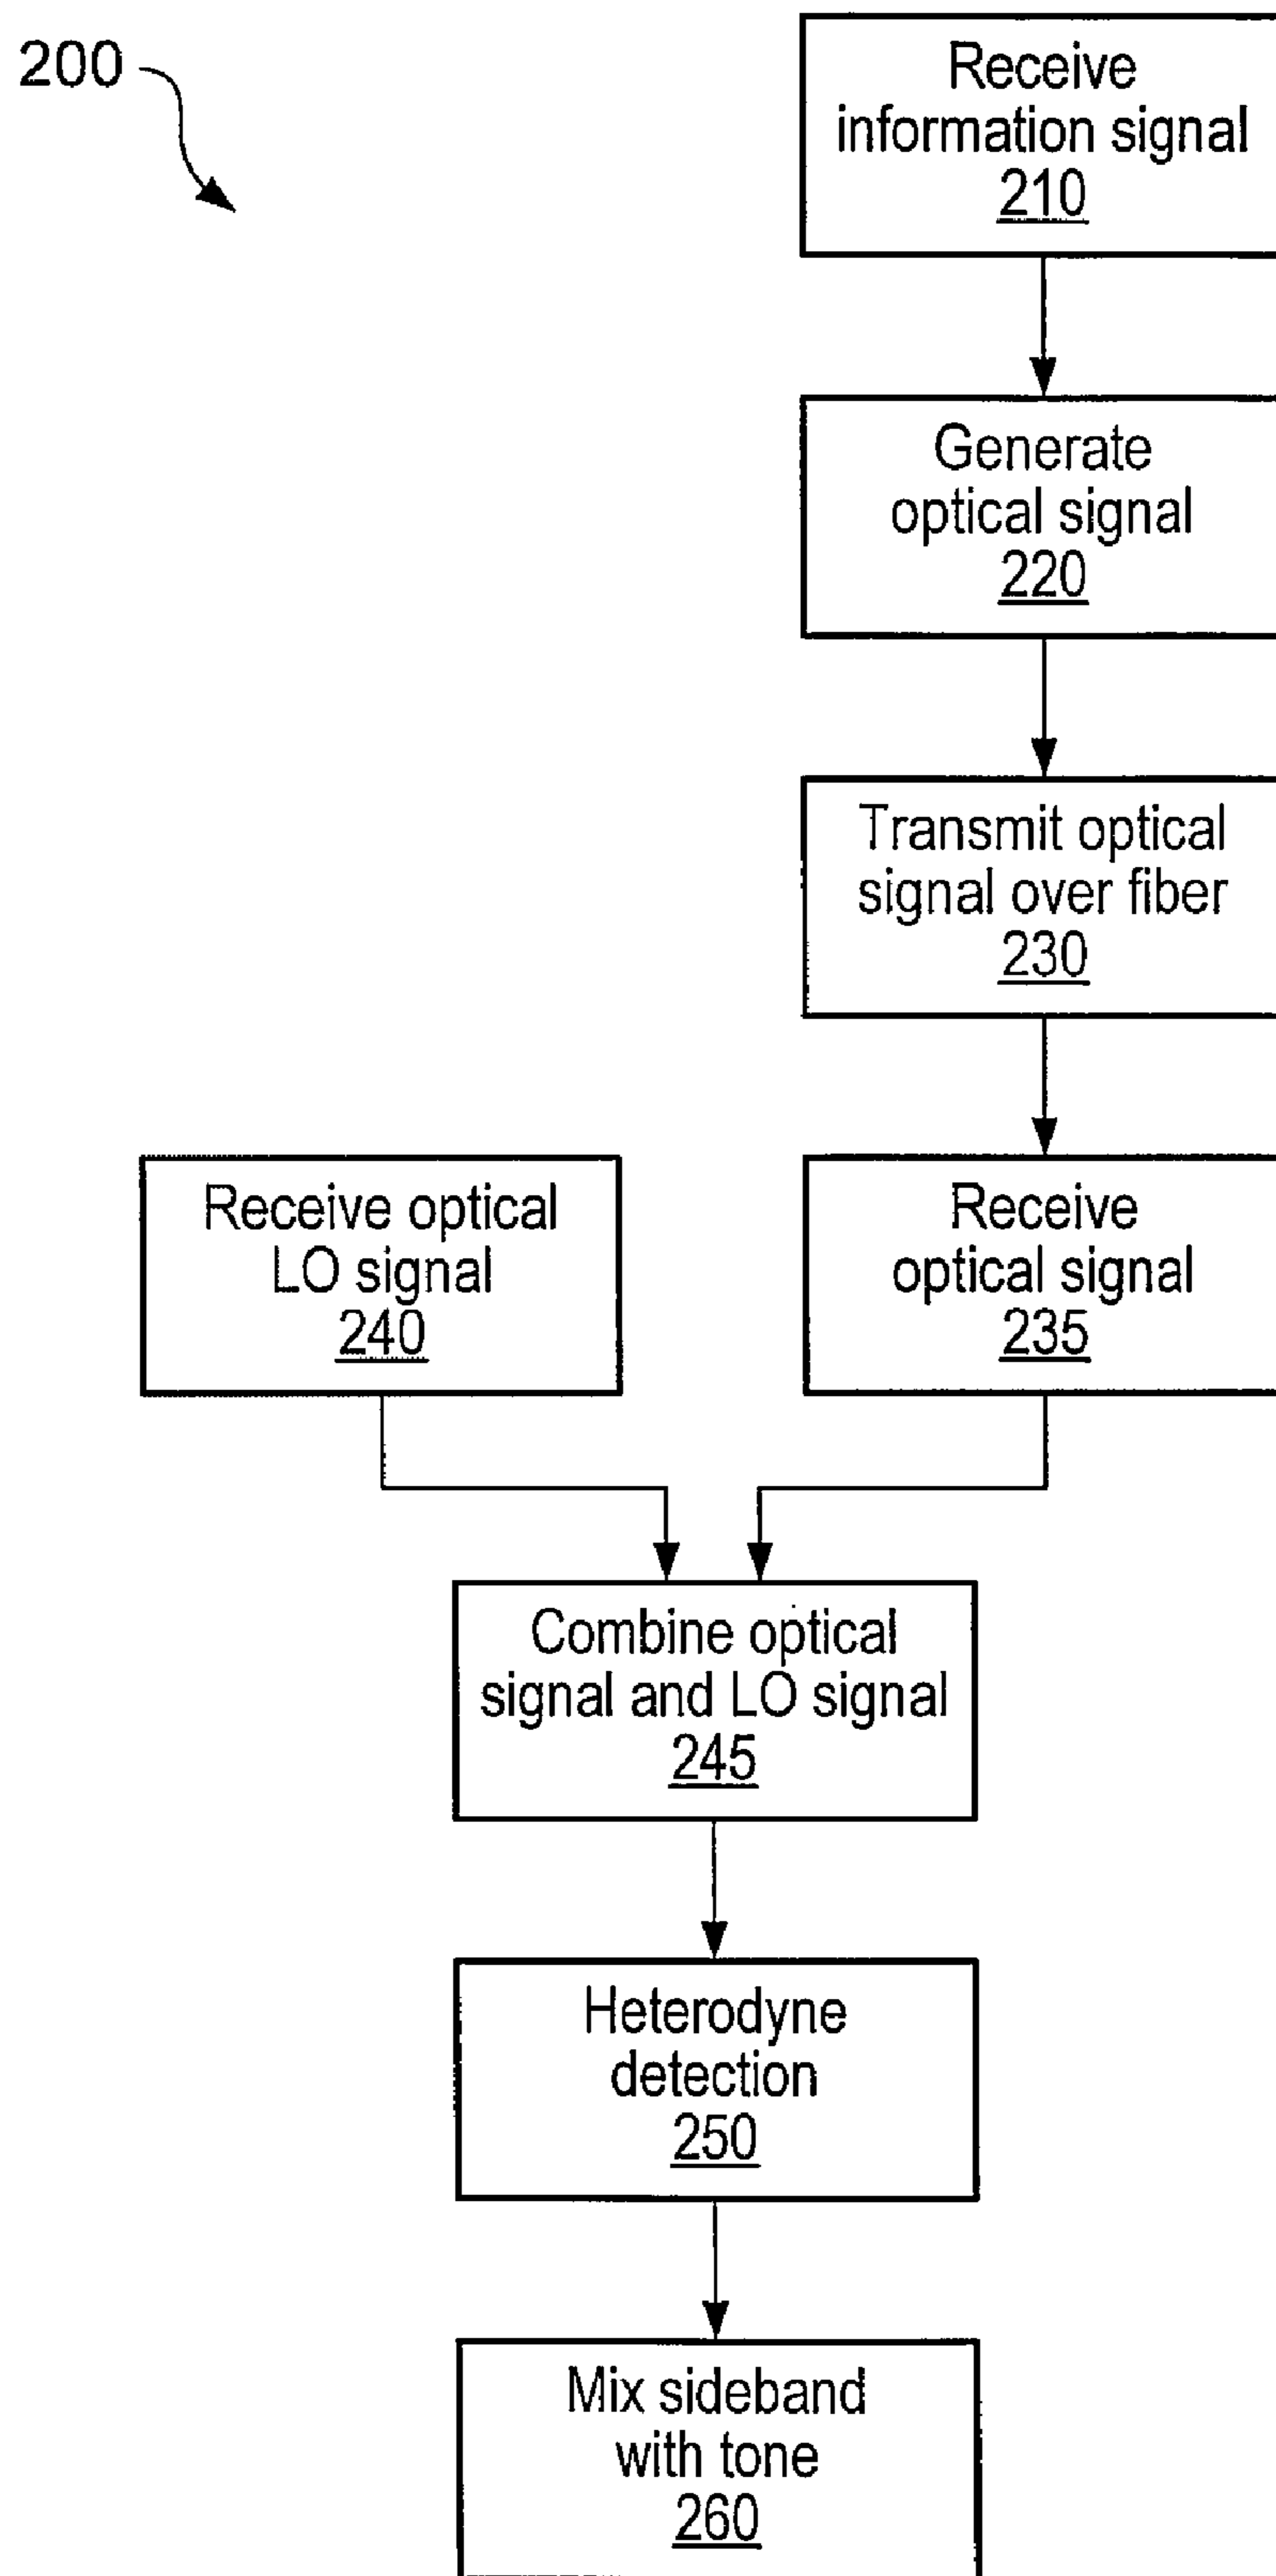 200
Receive
information signal
210
Generate
optical signal
220
Transmit optical
signal over fiber
230
Receive optical
LO signal
240
Receive
optical signal
235
Combine optical
signal and LO signal
245
Heterodyne
detection
250
Mix sideband
with tone
260